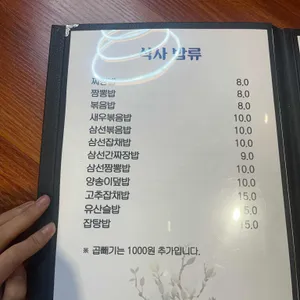 식사 밥류
8,0
짬뽕밥 8,0
볶음밥 8,0
새우볶음밥 10,0
삼선볶음밥 10,0
삼선잡채밥 10,0
삼선간짜장밥 9,0
삼선짬뽕밥 10,0
양송이덮밥 10,0
고추잡채밥 15,0
유산슬밥 15,0
잡탕밥 15,0
※ 곱빼기는 1000원 추가입니다.